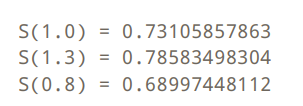 S(1.0) = 0.73105857863
S(1.3) = 0.78583498304
S(0.8) = 0.68997448112